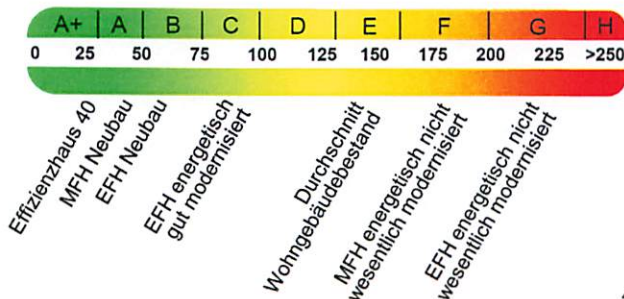 A+ A B C D E F G H
0 25 50 75 100 125 150 175 200 225 >250
Effizienzhaus 40
MFH Neubau
EFH Neubau
EFH energetisch
gut modernisiert
Durchschnitt
Wohngebäudebestand
MFH energetisch nicht
wesentlich modernisiert
EFH energetisch nicht
wesentlich modernisiert